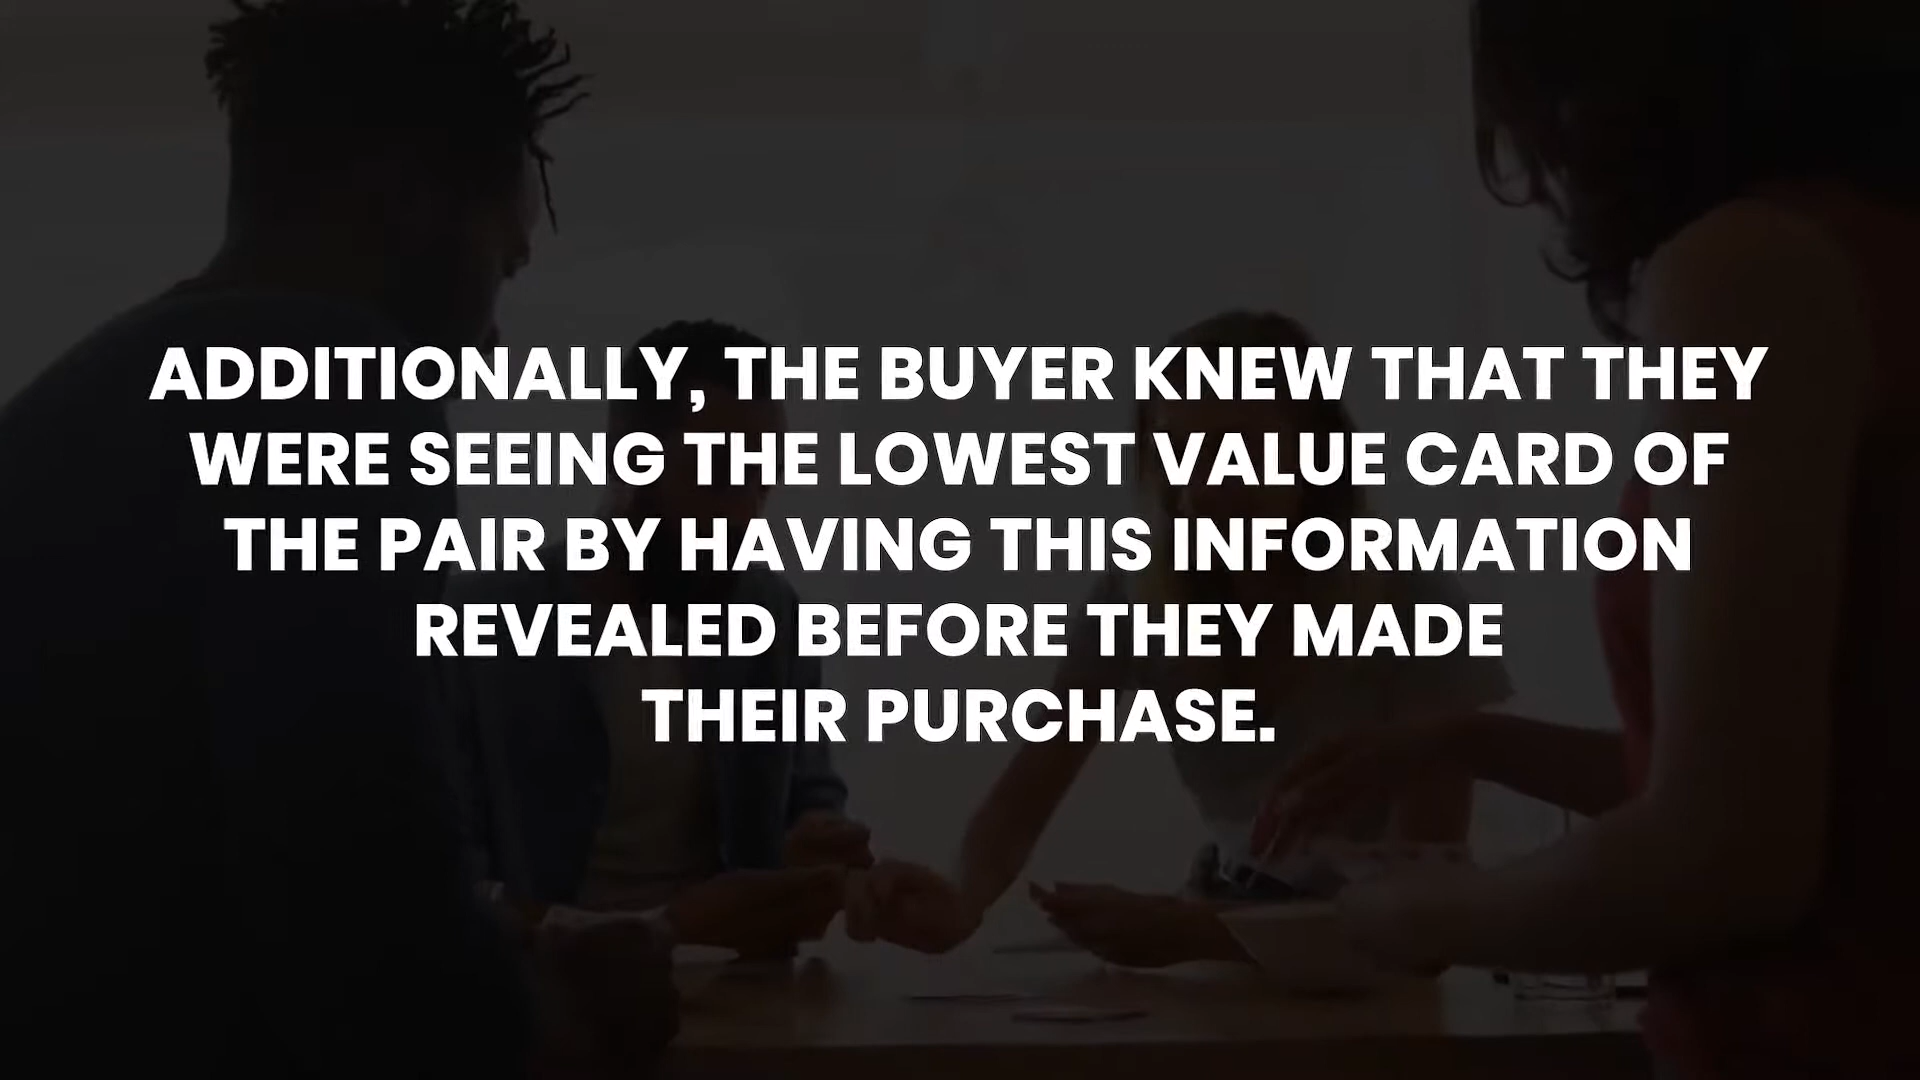 ADDITIONALLY, THE BUYER KNEW THAT THEY
WERE SEEING THE LOWEST VALUE CARD OF
THE PAIR BY HAVING THIS INFORMATION
REVEALED BEFORE THEY MADE
THEIR PURCHASE.